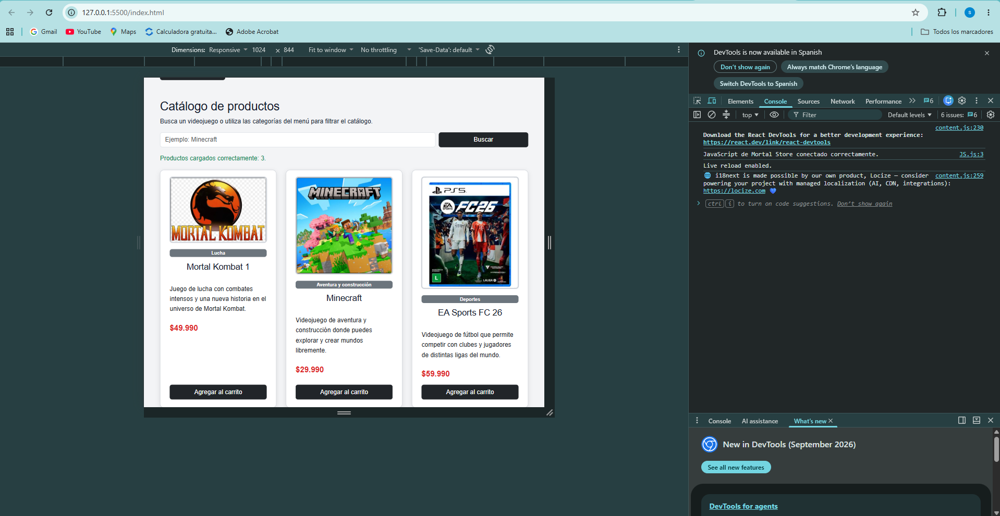 127.0.0.1:5500/index.html
S
Gmail
YouTube
Maps
Calculadora gratuita...
Adobe Acrobat
Todos los marcadores
Dimensions: Responsive 1024 × 844 Fit to window No throttling 'Save-Data': default
DevTools is now available in Spanish
Don't show again
Always match Chrome's language
Switch DevTools to Spanish
Elements Console Sources Network Performance 6
top Filter Default levels 6 issues: 6
content.js:230
Download the React DevTools for a better development experience:
https://react.dev/link/react-devtools
JavaScript de Mortal Store conectado correctamente. JS.js:3
Live reload enabled.
i18next is made possible by our own product, Locize — consider content.js:259
powering your project with managed localization (AI, CDN, integrations):
https://locize.com
ctrl i to turn on code suggestions. Don't show again
Catálogo de productos
Busca un videojuego o utiliza las categorías del menú para filtrar el catálogo.
Ejemplo: Minecraft
Buscar
Productos cargados correctamente: 3.
MORTAL KOMBAT
Lucha
Mortal Kombat 1
Juego de lucha con combates
intensos y una nueva historia en el
universo de Mortal Kombat.
$49.990
Agregar al carrito
MINECRAFT
Aventura y construcción
Minecraft
Videojuego de aventura y
construcción donde puedes
explorar y crear mundos
libremente.
$29.990
Agregar al carrito
PS5
EA SPORTS FC26
L
LALIGA
Deportes
EA Sports FC 26
Videojuego de fútbol que permite
competir con clubes y jugadores
de distintas ligas del mundo.
$59.990
Agregar al carrito
Console AI assistance What's new
New in DevTools (September 2026)
See all new features
DevTools for agents